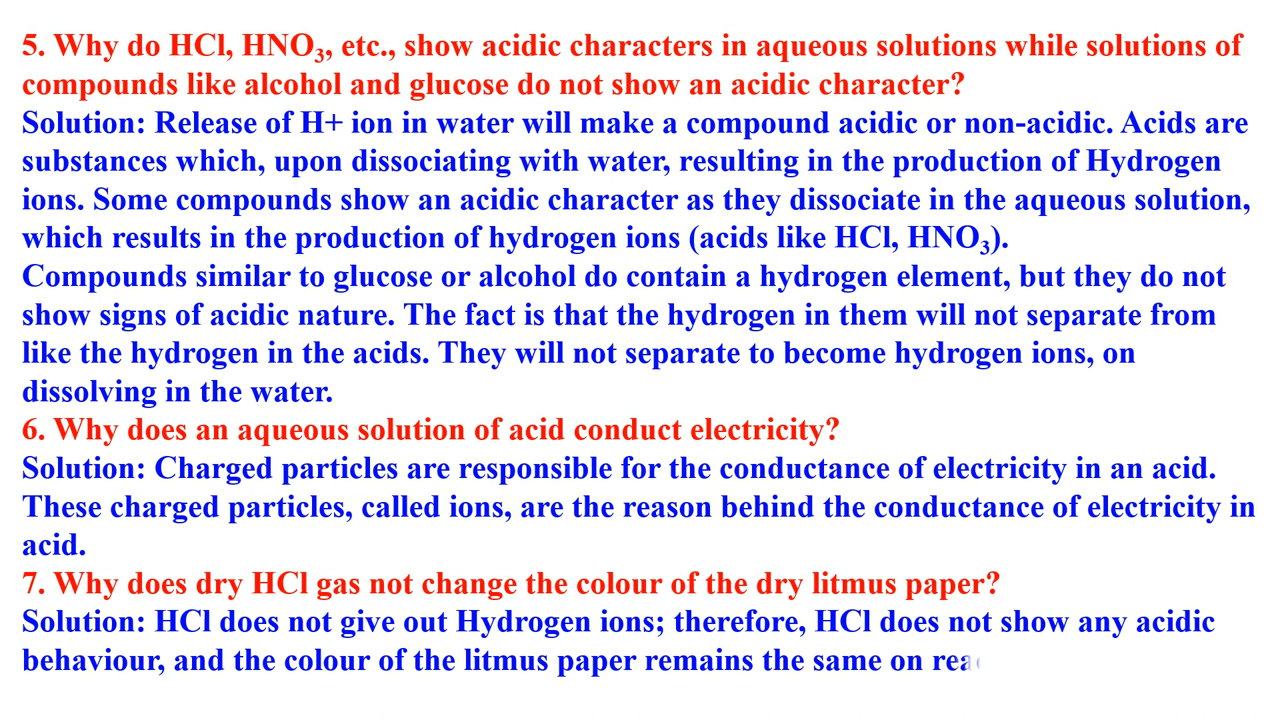 5. Why do HCl, HNO₃, etc., show acidic characters in aqueous solutions while solutions of
compounds like alcohol and glucose do not show an acidic character?
Solution: Release of H+ ion in water will make a compound acidic or non-acidic. Acids are
substances which, upon dissociating with water, resulting in the production of Hydrogen
ions. Some compounds show an acidic character as they dissociate in the aqueous solution,
which results in the production of hydrogen ions (acids like HCl, HNO₃).
Compounds similar to glucose or alcohol do contain a hydrogen element, but they do not
show signs of acidic nature. The fact is that the hydrogen in them will not separate from
like the hydrogen in the acids. They will not separate to become hydrogen ions, on
dissolving in the water.
6. Why does an aqueous solution of acid conduct electricity?
Solution: Charged particles are responsible for the conductance of electricity in an acid.
These charged particles, called ions, are the reason behind the conductance of electricity in
acid.
7. Why does dry HCl gas not change the colour of the dry litmus paper?
Solution: HCl does not give out Hydrogen ions; therefore, HCl does not show any acidic
behaviour, and the colour of the litmus paper remains the same on